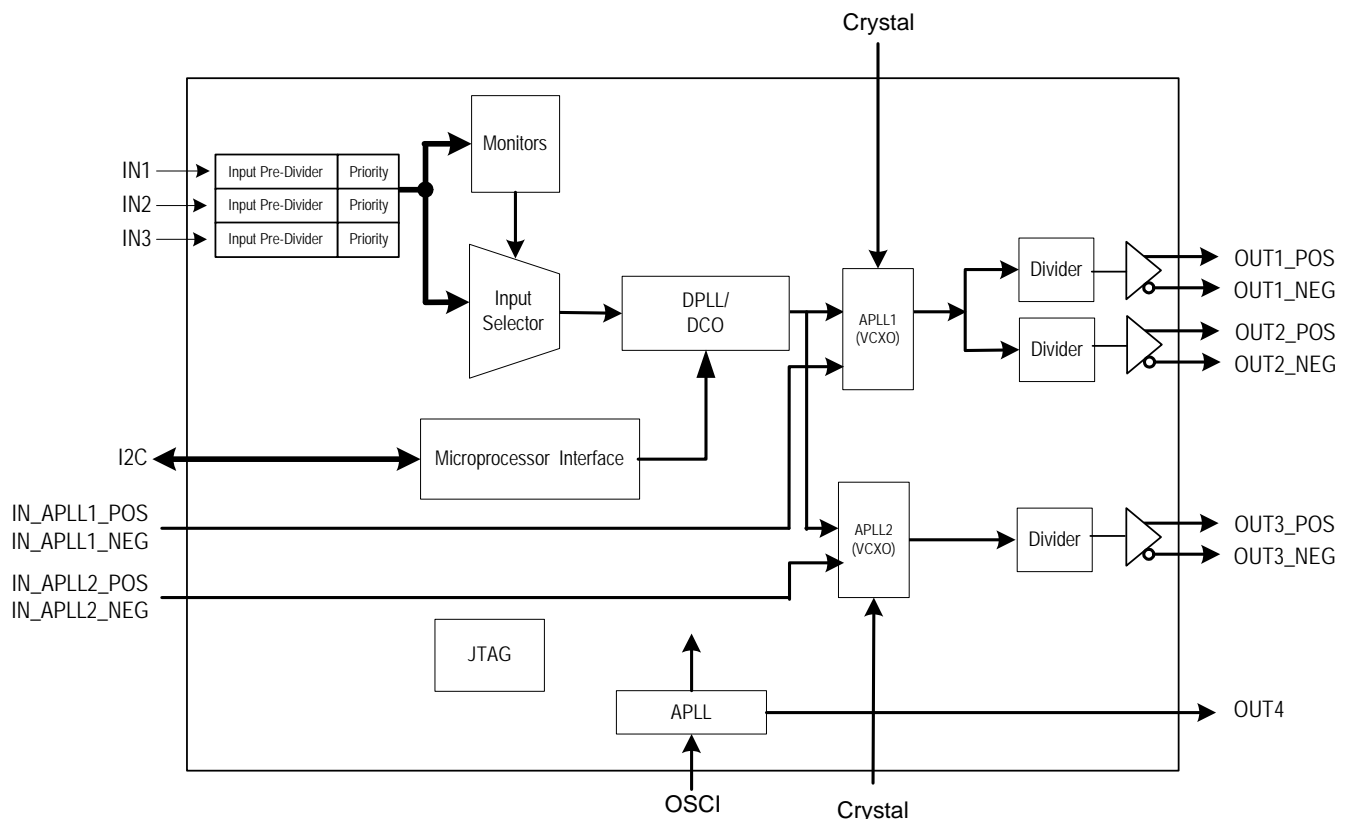 Crystal
Monitors
IN1
Input Pre-Divider Priority
IN2
Input Pre-Divider Priority
IN3
Input Pre-Divider Priority
Input
Selector
DPLL/
DCO
APLL1
(VCXO)
Divider
OUT1_POS
OUT1_NEG
Divider
OUT2_POS
OUT2_NEG
I2C
Microprocessor Interface
IN_APLL1_POS
IN_APLL1_NEG
IN_APLL2_POS
IN_APLL2_NEG
APLL2
(VCXO)
Divider
OUT3_POS
OUT3_NEG
JTAG
APLL
OUT4
OSCI
Crystal